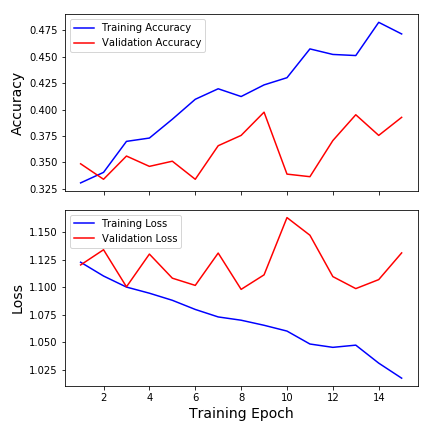 Training Accuracy
Validation Accuracy
0.475
0.450
0.425
0.400
0.375
0.350
0.325
Accuracy
Training Loss
Validation Loss
1.150
1.125
1.100
1.075
1.050
1.025
Loss
2 4 6 8 10 12 14
Training Epoch